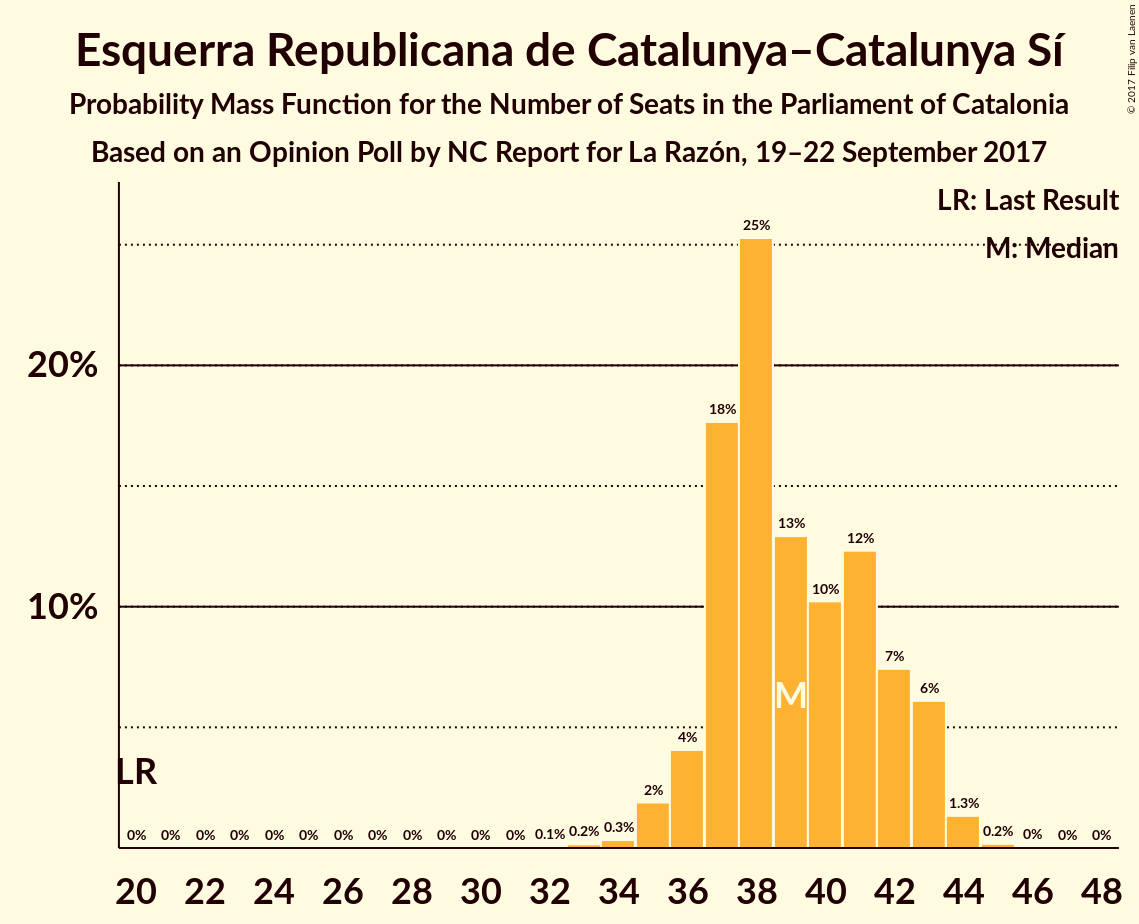 Esquerra Republicana de Catalunya–Catalunya Sí
Probability Mass Function for the Number of Seats in the Parliament of Catalonia
Based on an Opinion Poll by NC Report for La Razón, 19–22 September 2017
© 2017 Filip van Laenen
LR: Last Result
M: Median
25%
20%
18%
13%
12%
10%
10%
7%
6%
M
4%
LR
2%
1.3%
0% 0% 0% 0% 0% 0% 0% 0% 0% 0% 0% 0% 0.1% 0.2% 0.3% 0.2% 0% 0% 0%
20 22 24 26 28 30 32 34 36 38 40 42 44 46 48